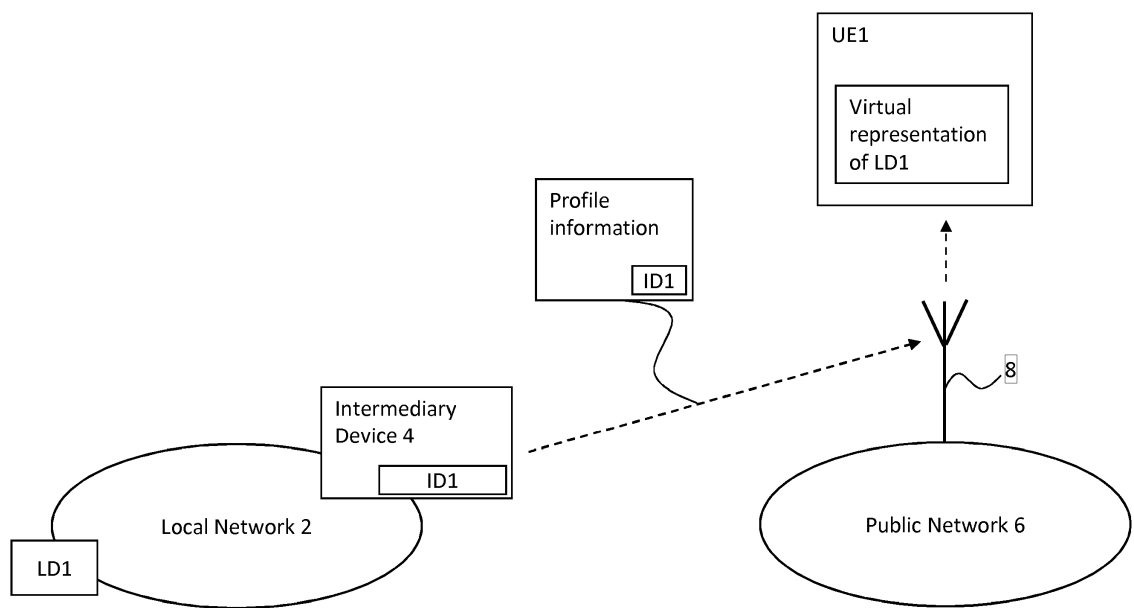 UE1
Virtual
representation
of LD1
Profile
information
ID1
8
Intermediary
Device 4
ID1
Local Network 2
Public Network 6
LD1